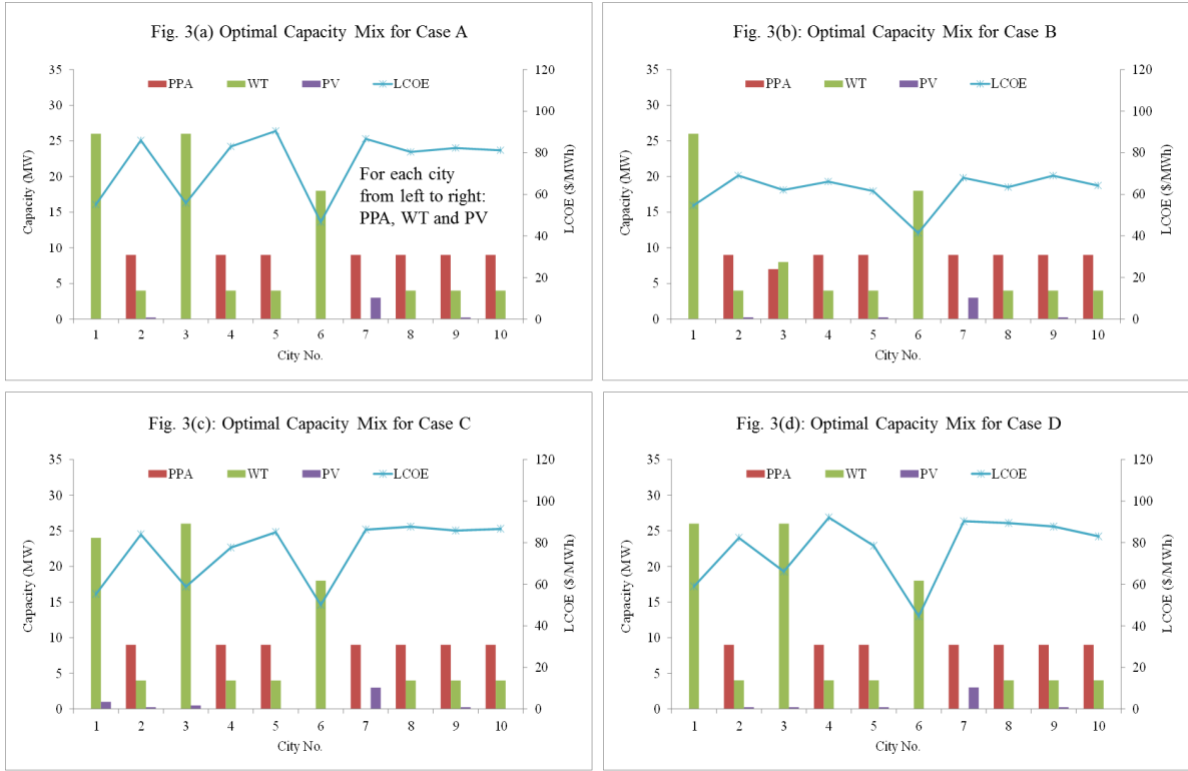 Fig. 3(a) Optimal Capacity Mix for Case A
PPA WT PV LCOE
35
30
25
20
15
10
5
0
Capacity (MW)
120
100
80
60
40
20
0
LCOE ($/MWh)
For each city
from left to right:
PPA, WT and PV
1 2 3 4 5 6 7 8 9 10
City No.
Fig. 3(b): Optimal Capacity Mix for Case B
PPA WT PV LCOE
35
30
25
20
15
10
5
0
Capacity (MW)
120
100
80
60
40
20
0
LCOE ($/MWh)
1 2 3 4 5 6 7 8 9 10
City No.
Fig. 3(c): Optimal Capacity Mix for Case C
PPA WT PV LCOE
35
30
25
20
15
10
5
0
Capacity (MW)
120
100
80
60
40
20
0
LCOE ($/MWh)
1 2 3 4 5 6 7 8 9 10
City No.
Fig. 3(d): Optimal Capacity Mix for Case D
PPA WT PV LCOE
35
30
25
20
15
10
5
0
Capacity (MW)
120
100
80
60
40
20
0
LCOE ($/MWh)
1 2 3 4 5 6 7 8 9 10
City No.